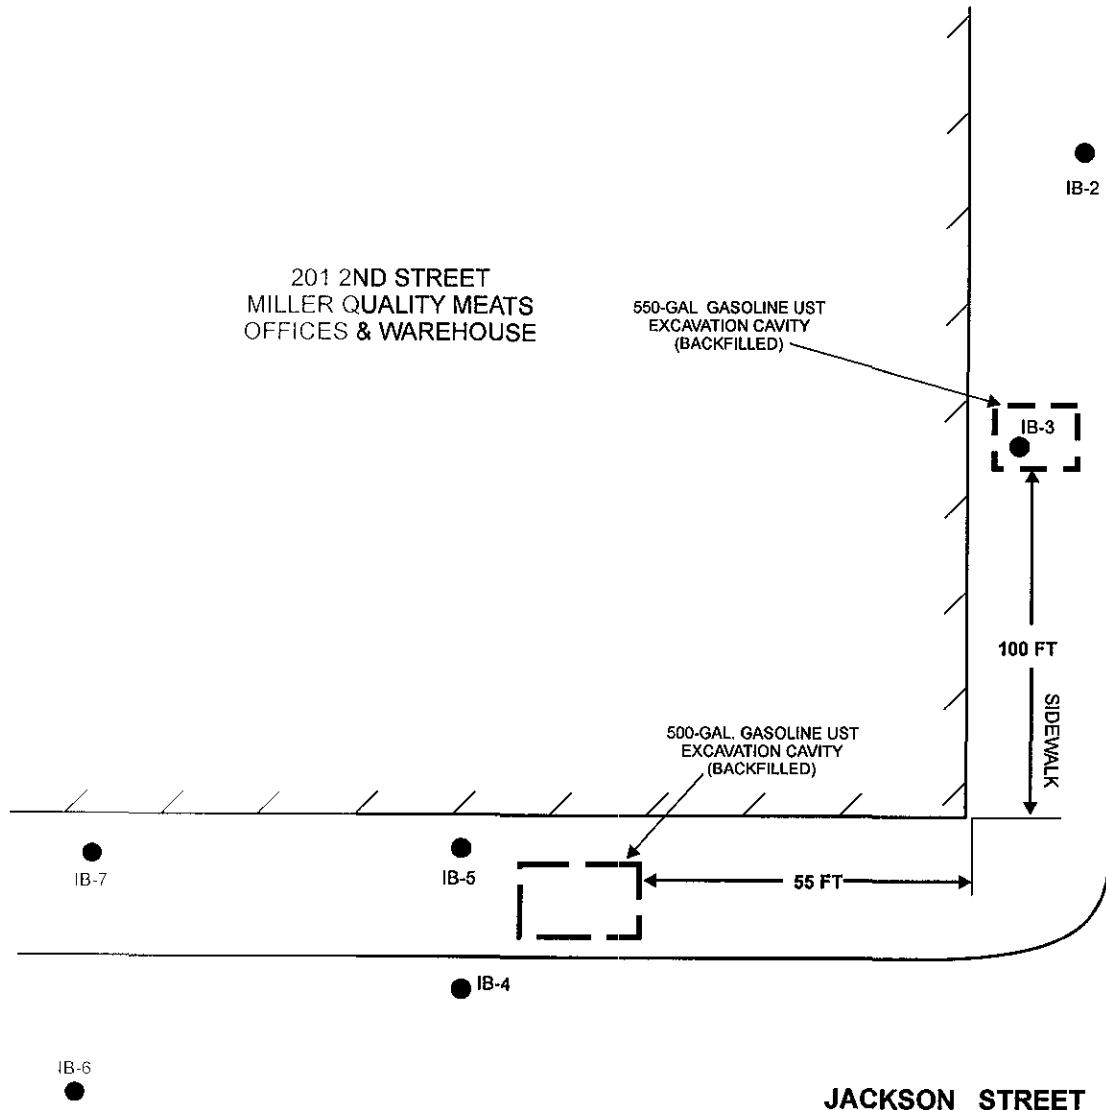 IB-2
201 2ND STREET
MILLER QUALITY MEATS
OFFICES & WAREHOUSE
550-GAL GASOLINE UST
EXCAVATION CAVITY
(BACKFILLED)
IB-3
100 FT
SIDEWALK
500-GAL. GASOLINE UST
EXCAVATION CAVITY
(BACKFILLED)
IB-7
IB-5
55 FT
IB-4
IB-6
JACKSON STREET